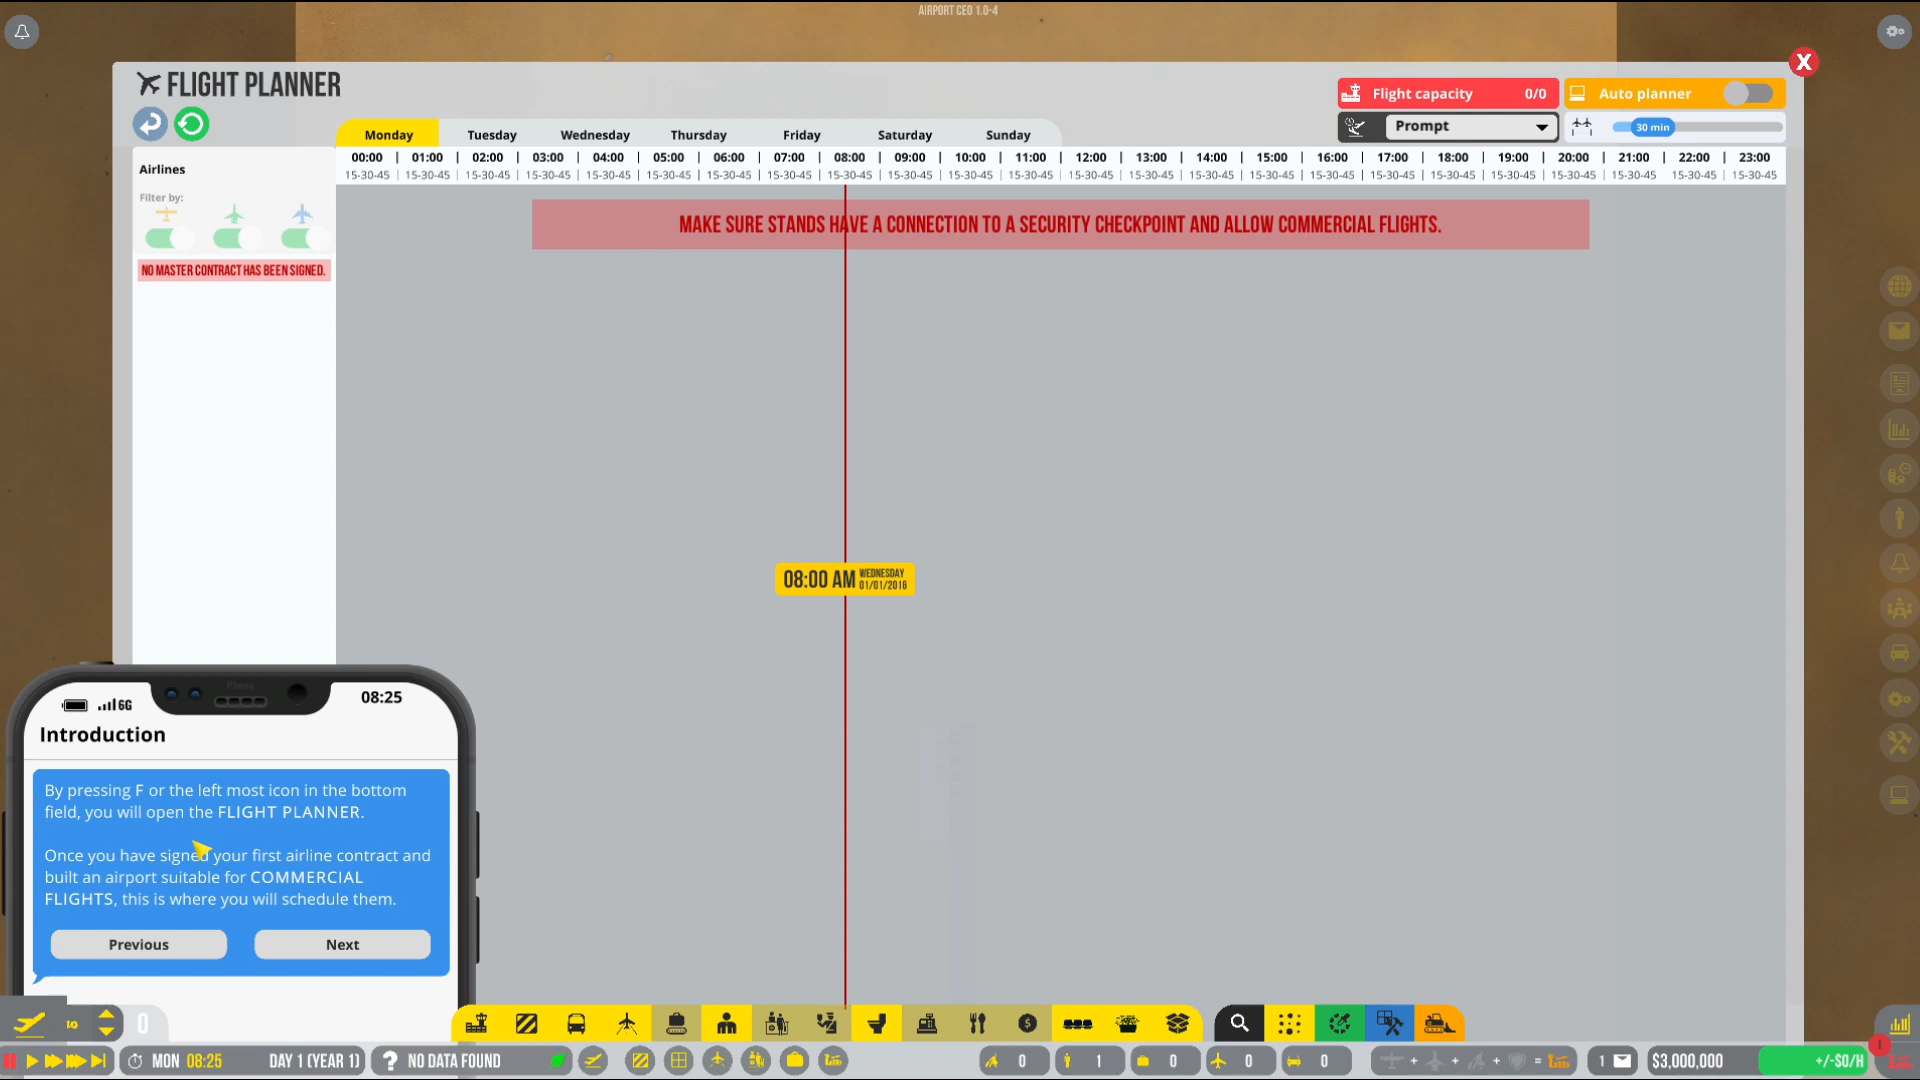 AIRPORT CEO 1.0-4
FLIGHT PLANNER
Flight capacity 0/0
Auto planner
Prompt
30 min
Monday Tuesday Wednesday Thursday Friday Saturday Sunday
00:00 | 01:00 | 02:00 | 03:00 | 04:00 | 05:00 | 06:00 | 07:00 | 08:00 | 09:00 | 10:00 | 11:00 | 12:00 | 13:00 | 14:00 | 15:00 | 16:00 | 17:00 | 18:00 | 19:00 | 20:00 | 21:00 | 22:00 | 23:00
15-30-45 | 15-30-45 | 15-30-45 | 15-30-45 | 15-30-45 | 15-30-45 | 15-30-45 | 15-30-45 | 15-30-45 | 15-30-45 | 15-30-45 | 15-30-45 | 15-30-45 | 15-30-45 | 15-30-45 | 15-30-45 | 15-30-45 | 15-30-45 | 15-30-45 | 15-30-45 | 15-30-45 | 15-30-45 | 15-30-45 | 15-30-45
Airlines
Filter by:
NO MASTER CONTRACT HAS BEEN SIGNED.
MAKE SURE STANDS HAVE A CONNECTION TO A SECURITY CHECKPOINT AND ALLOW COMMERCIAL FLIGHTS.
08:00 AM WEDNESDAY
01/01/2016
6G 08:25
Introduction
By pressing F or the left most icon in the bottom
field, you will open the FLIGHT PLANNER.
Once you have signed your first airline contract and
built an airport suitable for COMMERCIAL
FLIGHTS, this is where you will schedule them.
Previous Next
10 0
MON 08:25 DAY 1 (YEAR 1) ? NO DATA FOUND 0 1 0 0 0 + + + = 1 $3,000,000 +/-$0/H